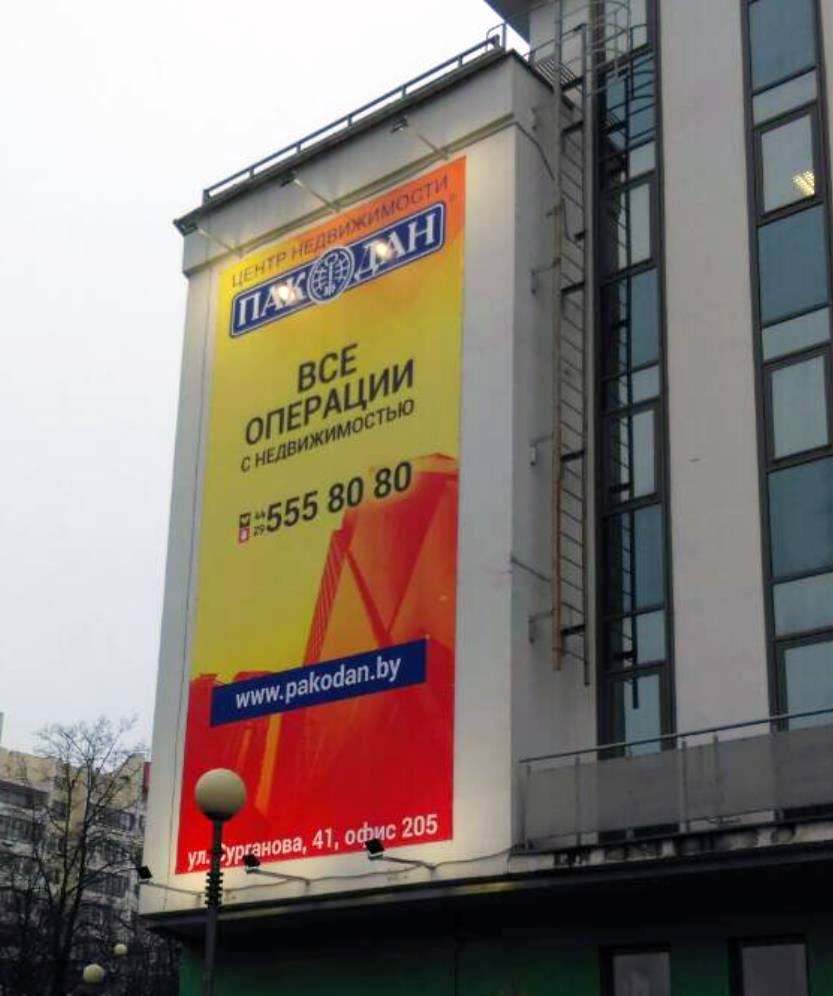 ЦЕНТР НЕДВИЖИМОСТИ
ПАКОДАН
ВСЕ
ОПЕРАЦИИ
С НЕДВИЖИМОСТЬЮ
44
29 555 80 80
www.pakodan.by
ул. Сурганова, 41, офис 205